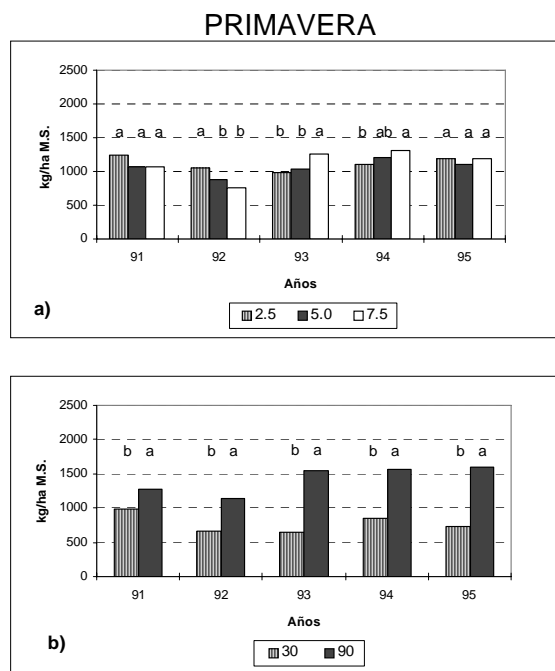 PRIMAVERA
2500
2000
1500
1000
500
0
kg/ha M.S.
a a a a b b b b a b ab a a a a
91 92 93 94 95
Años
a)
2.5 5.0 7.5
2500
2000
1500
1000
500
0
kg/ha M.S.
b a b a b a b a b a
91 92 93 94 95
Años
b)
30 90